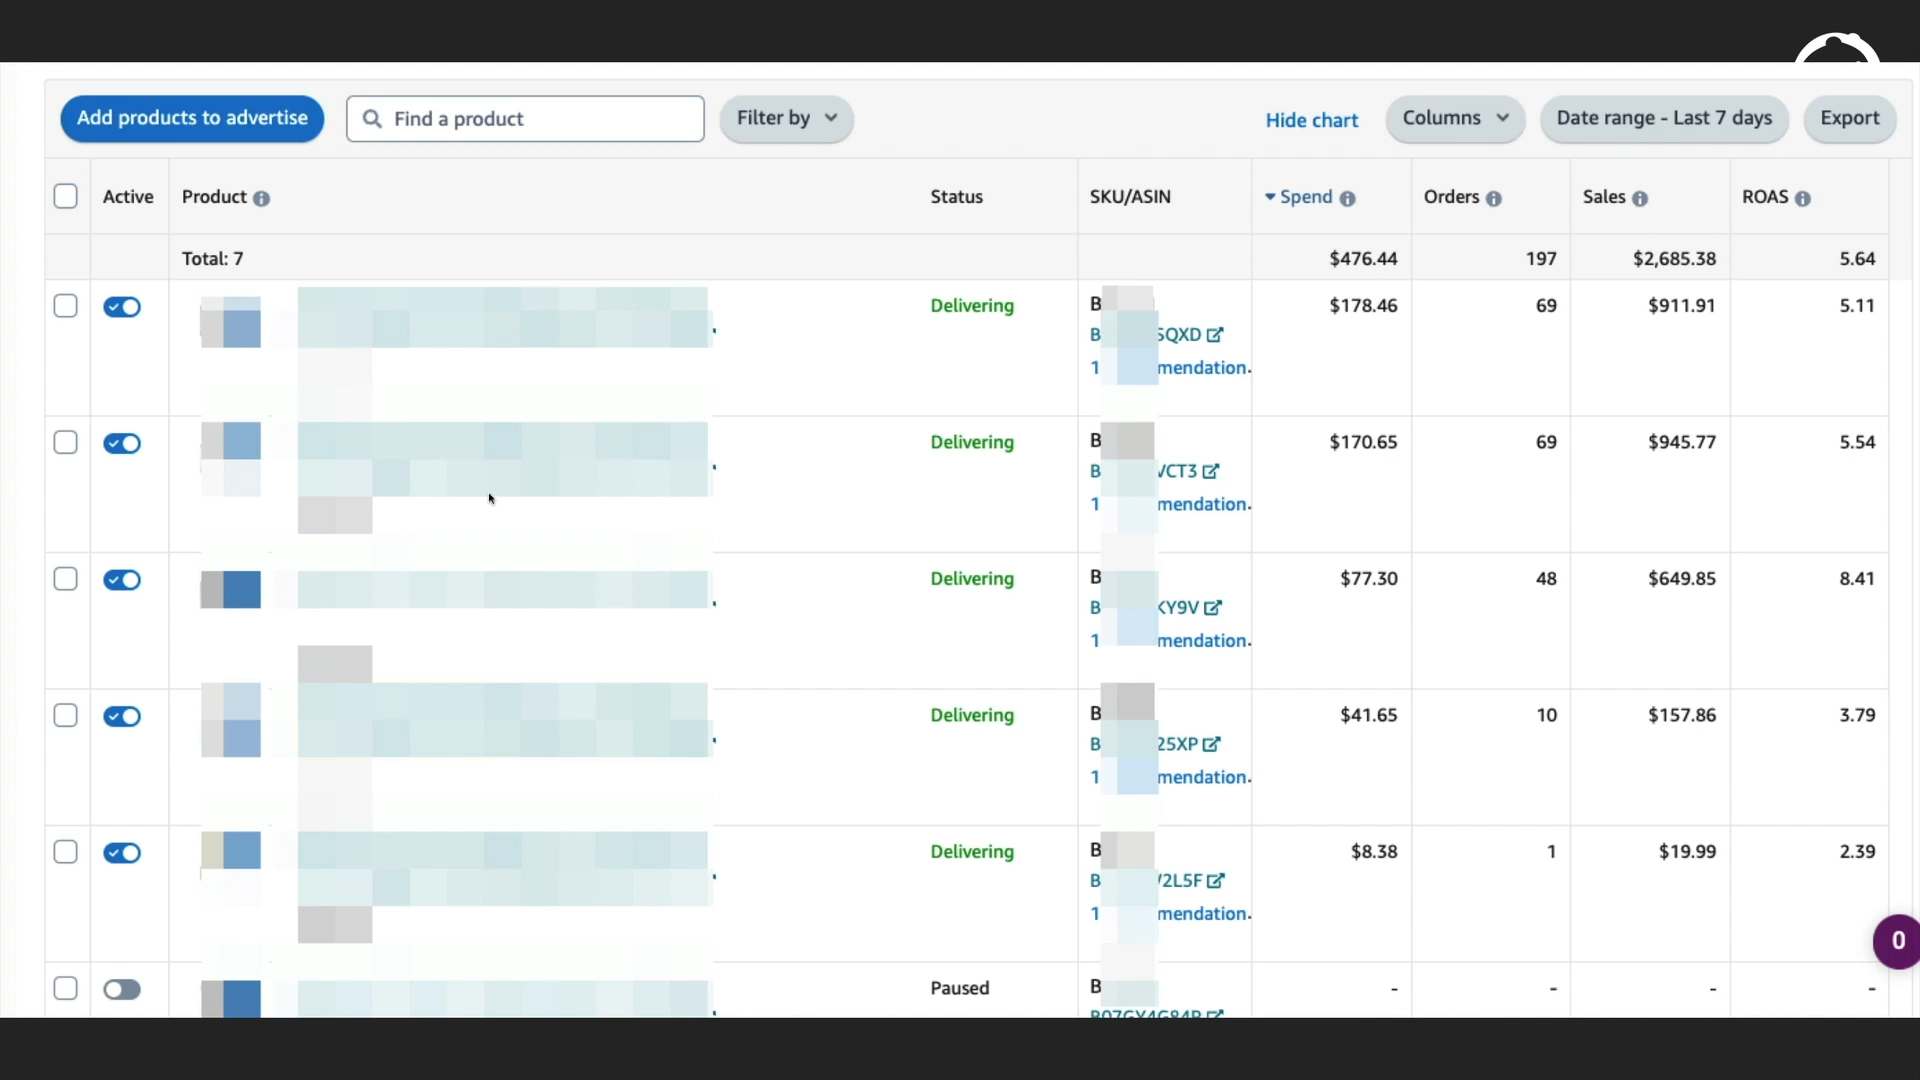 Add products to advertise Find a product Filter by Hide chart Columns Date range - Last 7 days Export
Active Product Status SKU/ASIN Spend Orders Sales ROAS
Total: 7 $476.44 197 $2,685.38 5.64
Delivering B $178.46 69 $911.91 5.11
B SQXD
1 mendation.
Delivering B $170.65 69 $945.77 5.54
B VCT3
1 mendation.
Delivering B $77.30 48 $649.85 8.41
B KY9V
1 mendation.
Delivering B $41.65 10 $157.86 3.79
B 25XP
1 mendation.
Delivering B $8.38 1 $19.99 2.39
B 2L5F
1 mendation.
0
Paused B - - - -